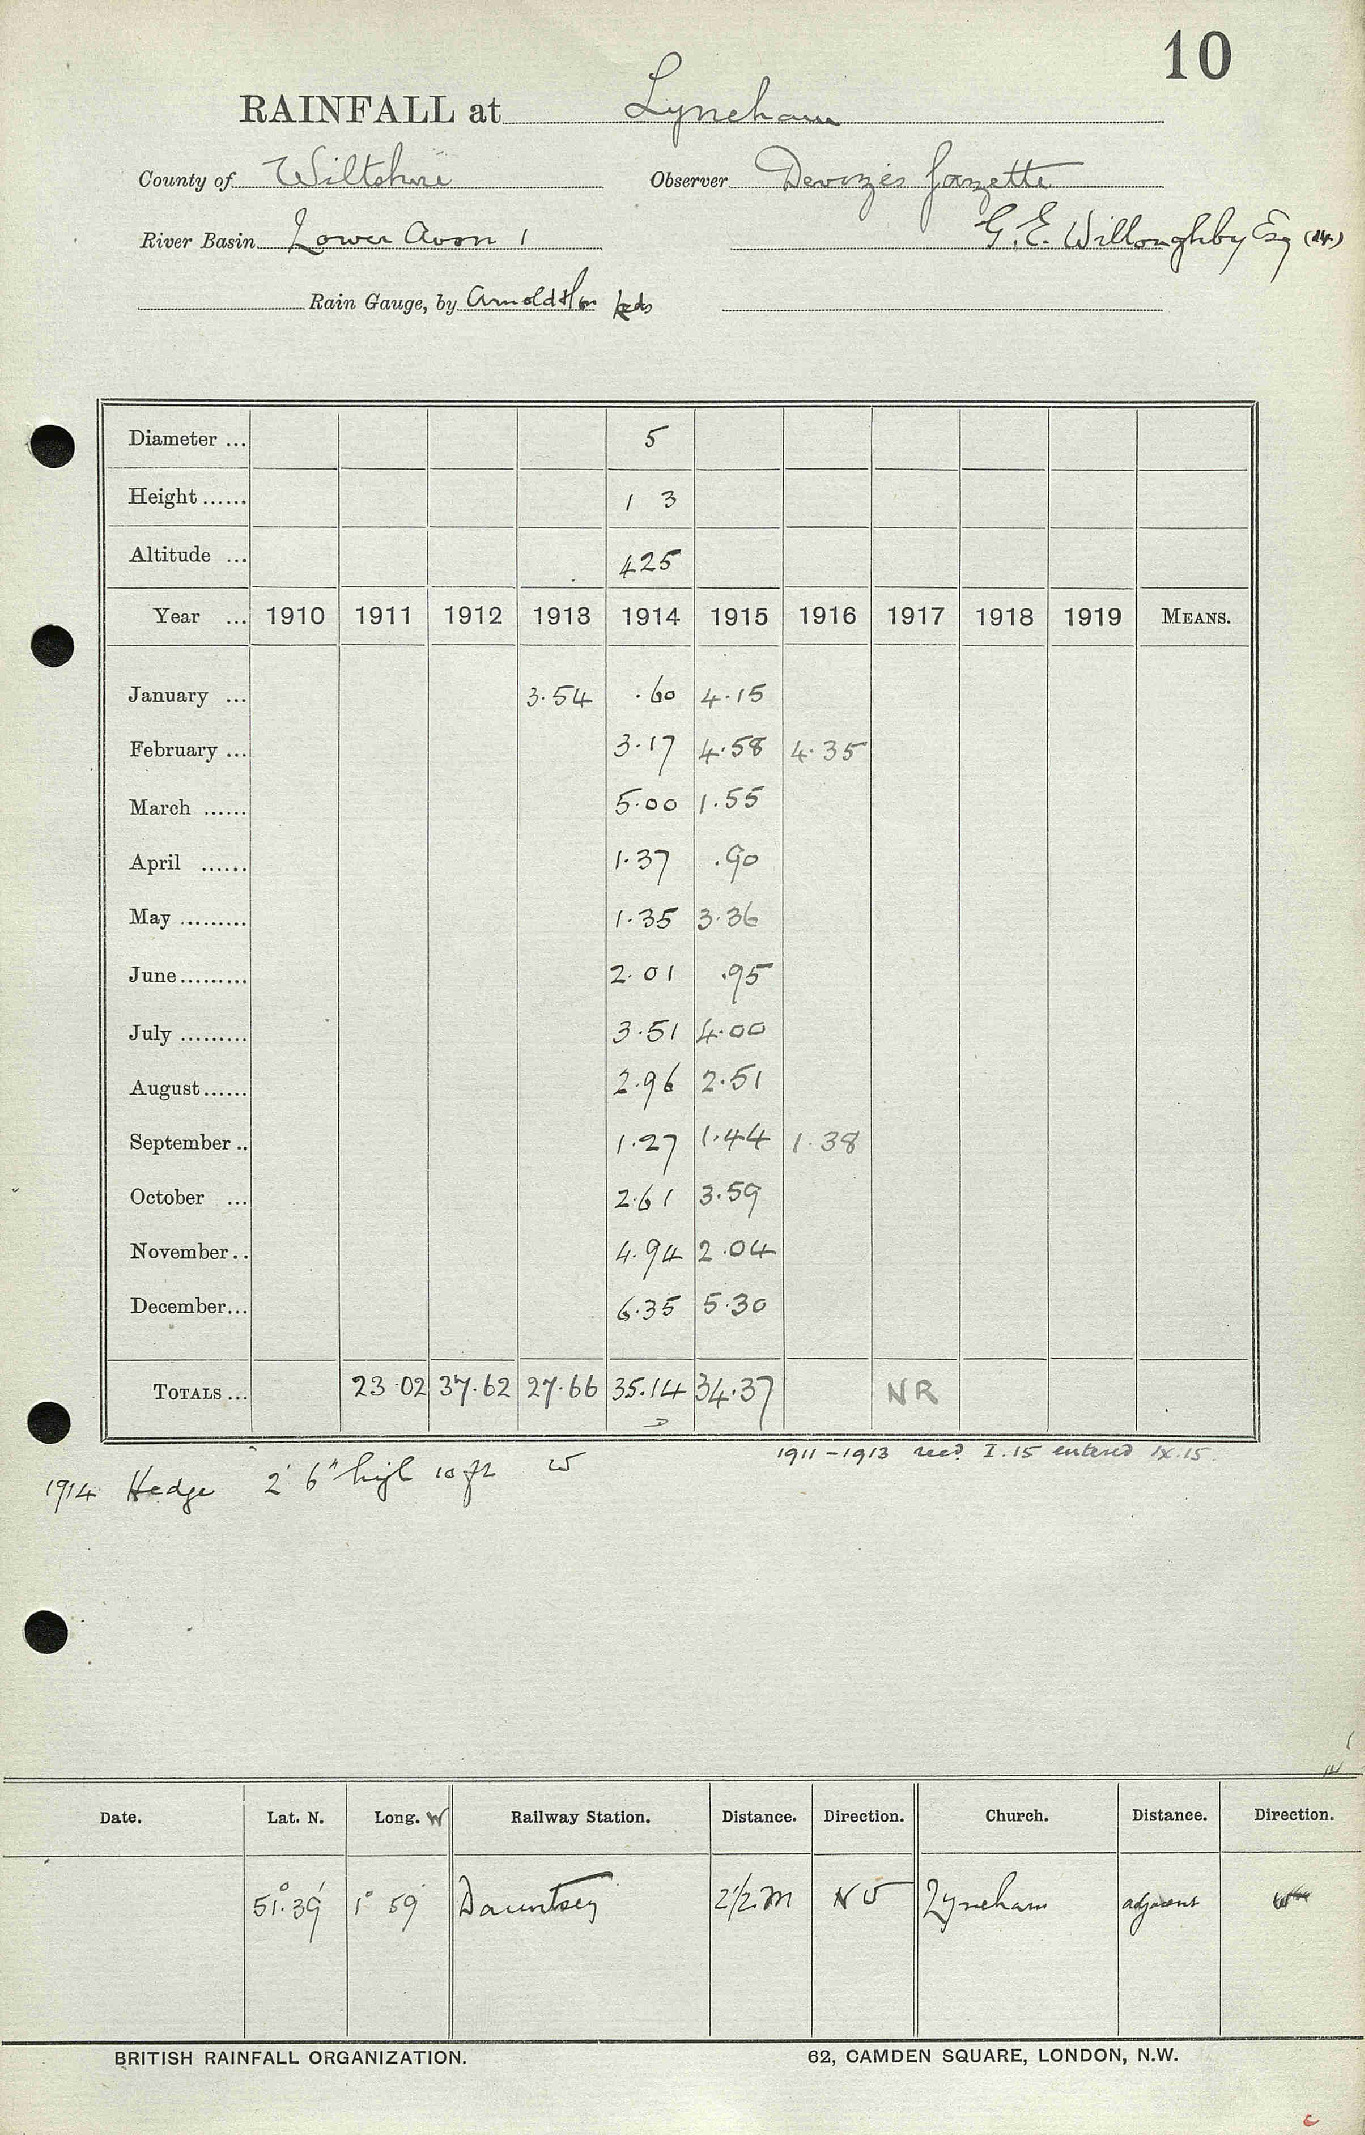 10
RAINFALL at Lyneham
County of Wiltshire Observer Devizes Gazette
River Basin Lower Avon 1 G. E. Willoughby Esq (14)
Rain Gauge, by Arnold & Son
Diameter ... 5
Height ...... 1 3
Altitude ... 425
Year ... 1910 1911 1912 1913 1914 1915 1916 1917 1918 1919 MEANS.
January ... 3.54 .60 4.15
February ... 3.17 4.58 4.35
March ...... 5.00 1.55
April ...... 1.37 .90
May ......... 1.35 3.36
June......... 2.01 .95
July ......... 3.51 4.00
August...... 2.96 2.51
September .. 1.27 1.44 1.38
October ... 2.61 3.59
November.. 4.94 2.04
December... 6.35 5.30
TOTALS ... 23.02 37.62 27.66 35.14 34.37 NR
1911-1913 recd. I.15 entered IX.15.
1914 Hedge 2' 6" high 10 ft W
Date. Lat. N. Long. W Railway Station. Distance. Direction. Church. Distance. Direction.
51° 39' 1° 59' Dauntsey 2 1/2 M NW Lyneham adjacent
BRITISH RAINFALL ORGANIZATION. 62, CAMDEN SQUARE, LONDON, N.W.